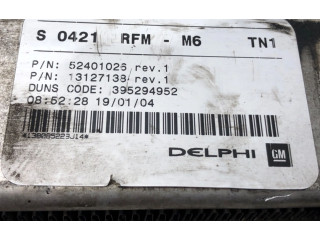 S 0421 RFM - M6 TN1
P/N: 52401026 rev.1
P/N: 13127138 rev.1
DUNS CODE: 395294952
08:52:28 19/01/04
DELPHI GM